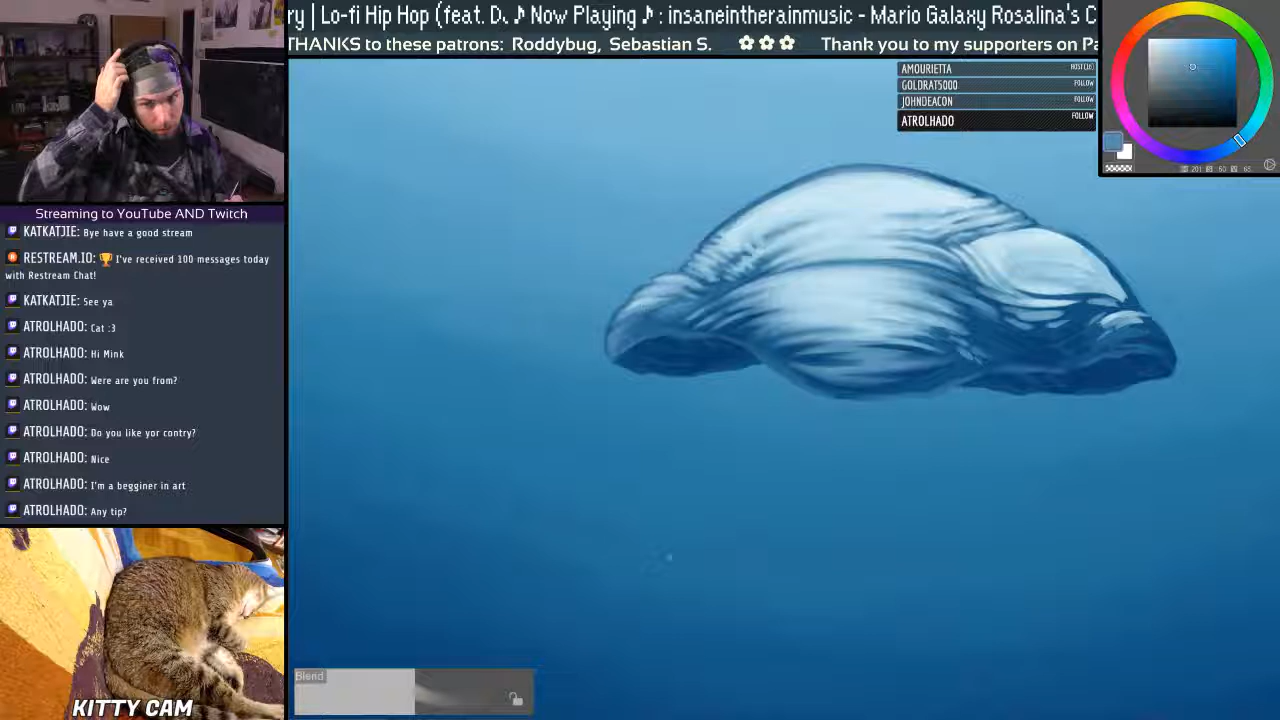 ry | Lo-fi Hip Hop (feat. D. ♪ Now Playing ♪ : insaneintherainmusic - Mario Galaxy Rosalina's C
THANKS to these patrons: Roddybug, Sebastian S. ✿ ✿ ✿ Thank you to my supporters on Pa
AMOURIETTA HOST(16)
GOLDRAT5000 FOLLOW
JOHNDEACON FOLLOW
ATROLHADO FOLLOW
Streaming to YouTube AND Twitch
KATKATJIE: Bye have a good stream
RESTREAM.IO: 🏆 I've received 100 messages today
with Restream Chat!
KATKATJIE: See ya
ATROLHADO: Cat :3
ATROLHADO: Hi Mink
ATROLHADO: Were are you from?
ATROLHADO: Wow
ATROLHADO: Do you like yor contry?
ATROLHADO: Nice
ATROLHADO: I'm a begginer in art
ATROLHADO: Any tip?
Blend
KITTY CAM